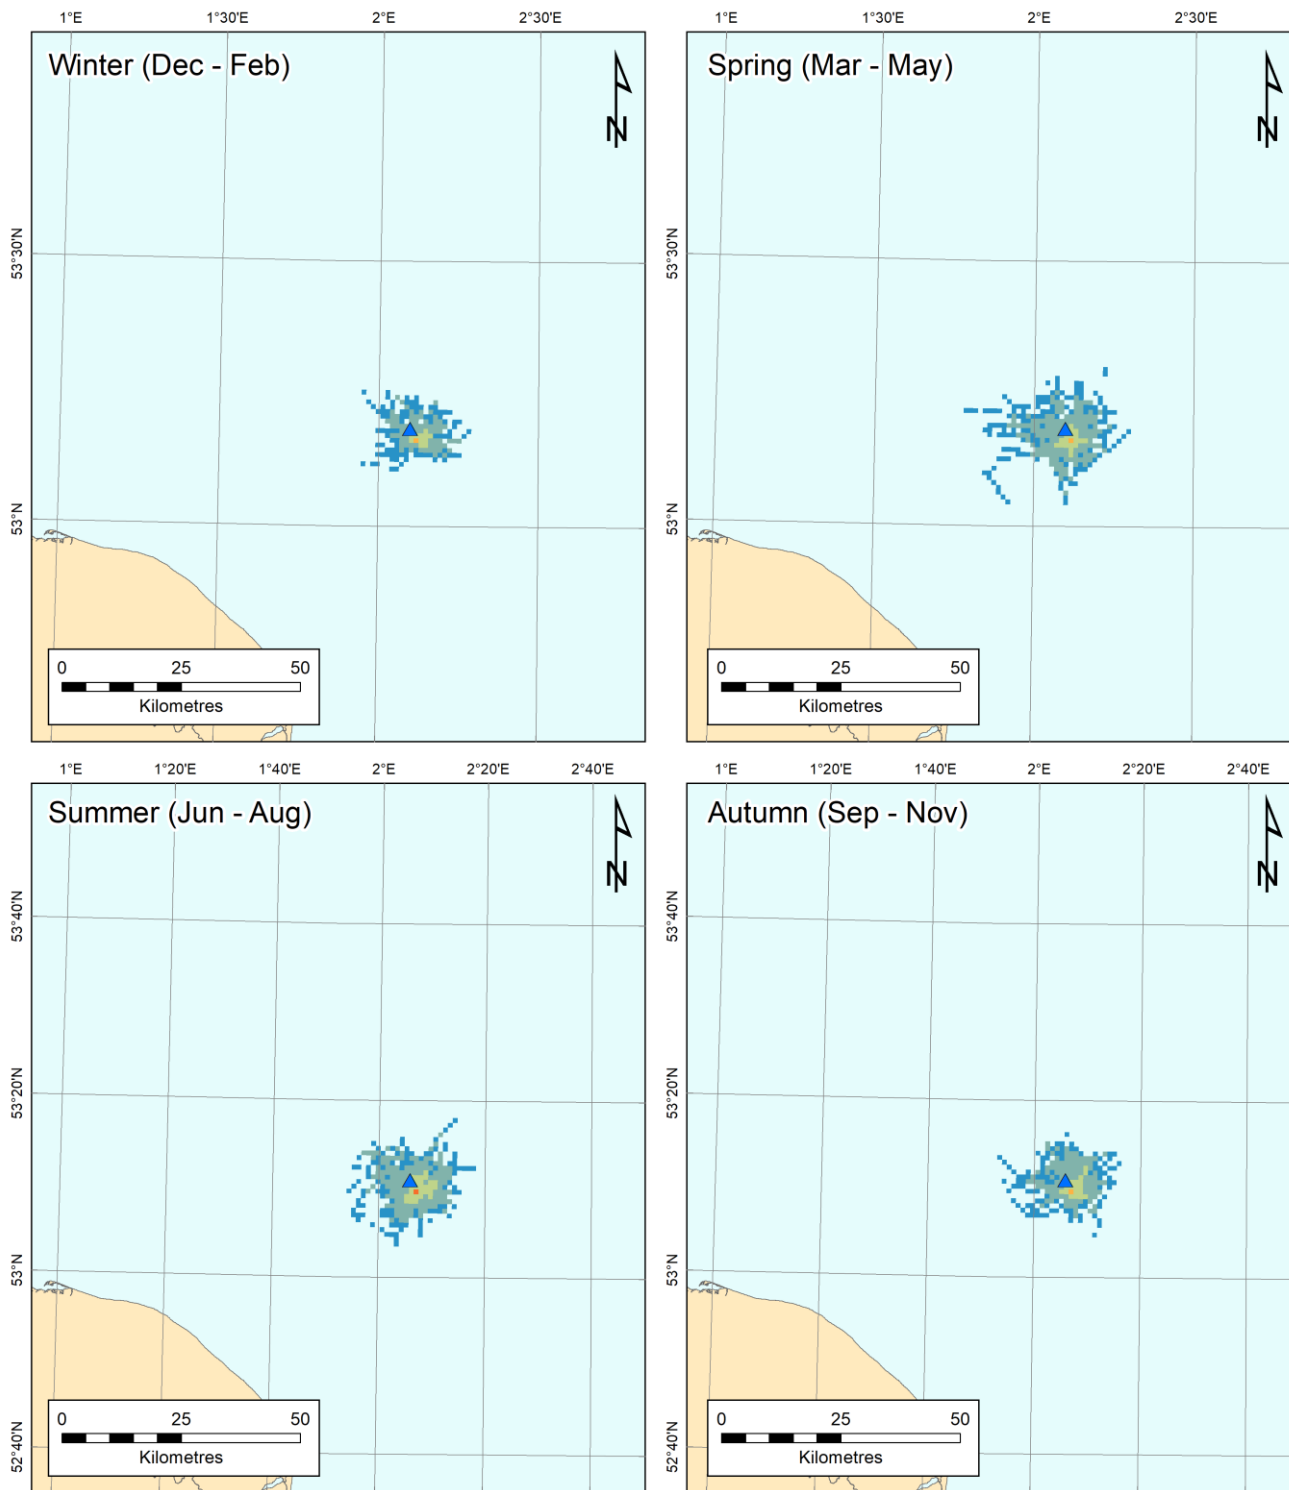 1°E 1°30'E 2°E 2°30'E
1°E 1°30'E 2°E 2°30'E
Winter (Dec - Feb)
N
53°30'N
53°N
0 25 50
Kilometres
Spring (Mar - May)
N
53°30'N
53°N
0 25 50
Kilometres
1°E 1°20'E 1°40'E 2°E 2°20'E 2°40'E
1°E 1°20'E 1°40'E 2°E 2°20'E 2°40'E
Summer (Jun - Aug)
N
53°40'N
53°20'N
53°N
52°40'N
0 25 50
Kilometres
Autumn (Sep - Nov)
N
53°40'N
53°20'N
53°N
52°40'N
0 25 50
Kilometres